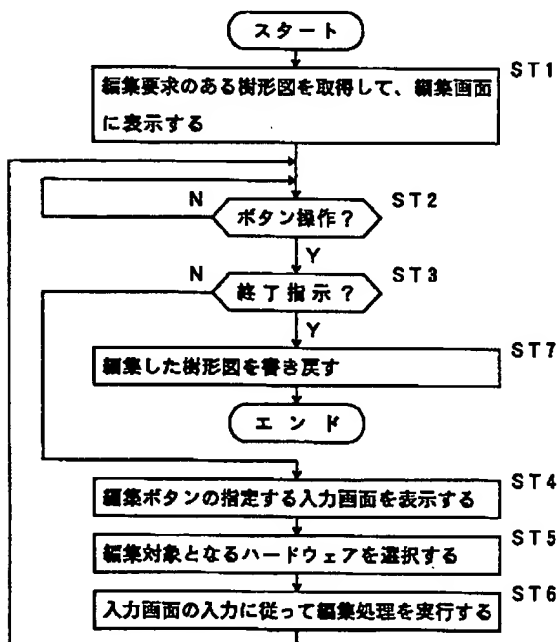 スタート
ST1
編集要求のある樹形図を取得して、編集画面
に表示する
N
ボタン操作?
ST2
Y
N
終了指示?
ST3
Y
ST7
編集した樹形図を書き戻す
エンド
ST4
編集ボタンの指定する入力画面を表示する
ST5
編集対象となるハードウェアを選択する
ST6
入力画面の入力に従って編集処理を実行する